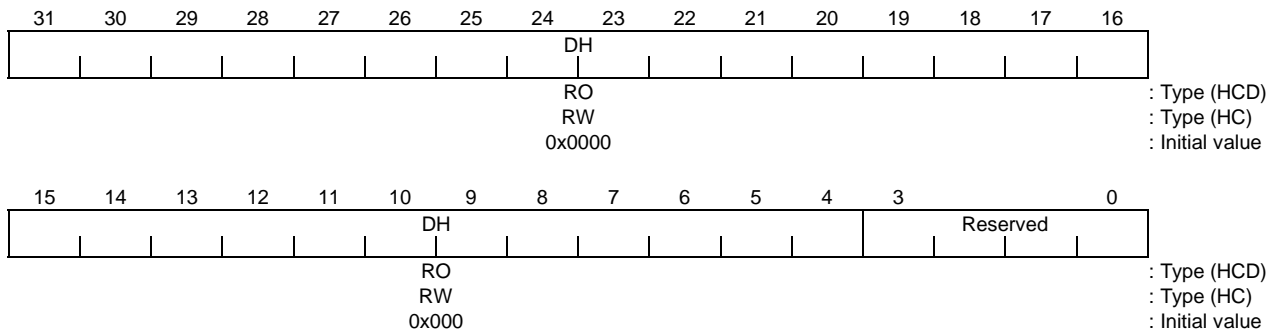 31 30 29 28 27 26 25 24 23 22 21 20 19 18 17 16
DH
RO : Type (HCD)
RW : Type (HC)
0x0000 : Initial value
15 14 13 12 11 10 9 8 7 6 5 4 3 0
DH Reserved
RO : Type (HCD)
RW : Type (HC)
0x000 : Initial value